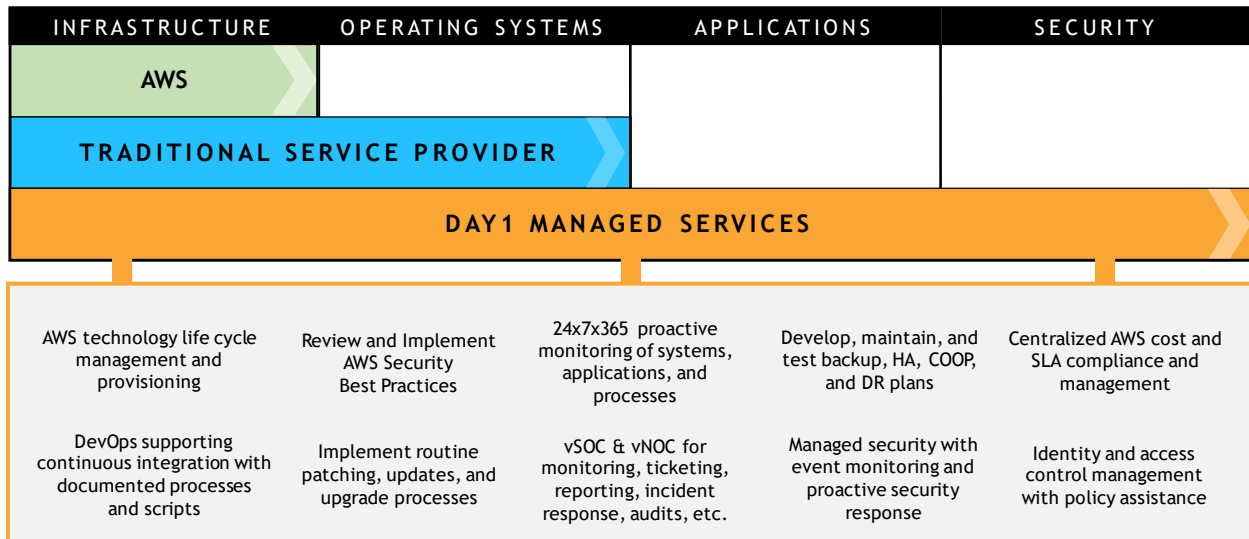 INFRASTRUCTURE
OPERATING SYSTEMS
APPLICATIONS
SECURITY
AWS
TRADITIONAL SERVICE PROVIDER
DAY1 MANAGED SERVICES
AWS technology life cycle
management and
provisioning
Review and Implement
AWS Security
Best Practices
24x7x365 proactive
monitoring of systems,
applications, and
processes
Develop, maintain, and
test backup, HA, COOP,
and DR plans
Centralized AWS cost and
SLA compliance and
management
DevOps supporting
continuous integration with
documented processes
and scripts
Implement routine
patching, updates, and
upgrade processes
vSOC & vNOC for
monitoring, ticketing,
reporting, incident
response, audits, etc.
Managed security with
event monitoring and
proactive security
response
Identity and access
control management
with policy assistance